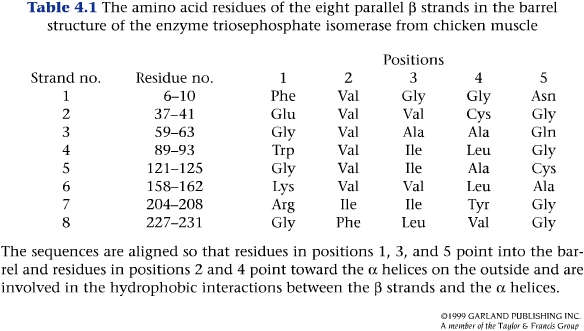 Table 4.1 The amino acid residues of the eight parallel β strands in the barrel
structure of the enzyme triosephosphate isomerase from chicken muscle
Positions
Strand no. Residue no. 1 2 3 4 5
1 6–10 Phe Val Gly Gly Asn
2 37–41 Glu Val Val Cys Gly
3 59–63 Gly Val Ala Ala Gln
4 89–93 Trp Val Ile Leu Gly
5 121–125 Gly Val Ile Ala Cys
6 158–162 Lys Val Val Leu Ala
7 204–208 Arg Ile Ile Tyr Gly
8 227–231 Gly Phe Leu Val Gly
The sequences are aligned so that residues in positions 1, 3, and 5 point into the bar-
rel and residues in positions 2 and 4 point toward the α helices on the outside and are
involved in the hydrophobic interactions between the β strands and the α helices.
©1999 GARLAND PUBLISHING INC.
A member of the Taylor & Francis Group